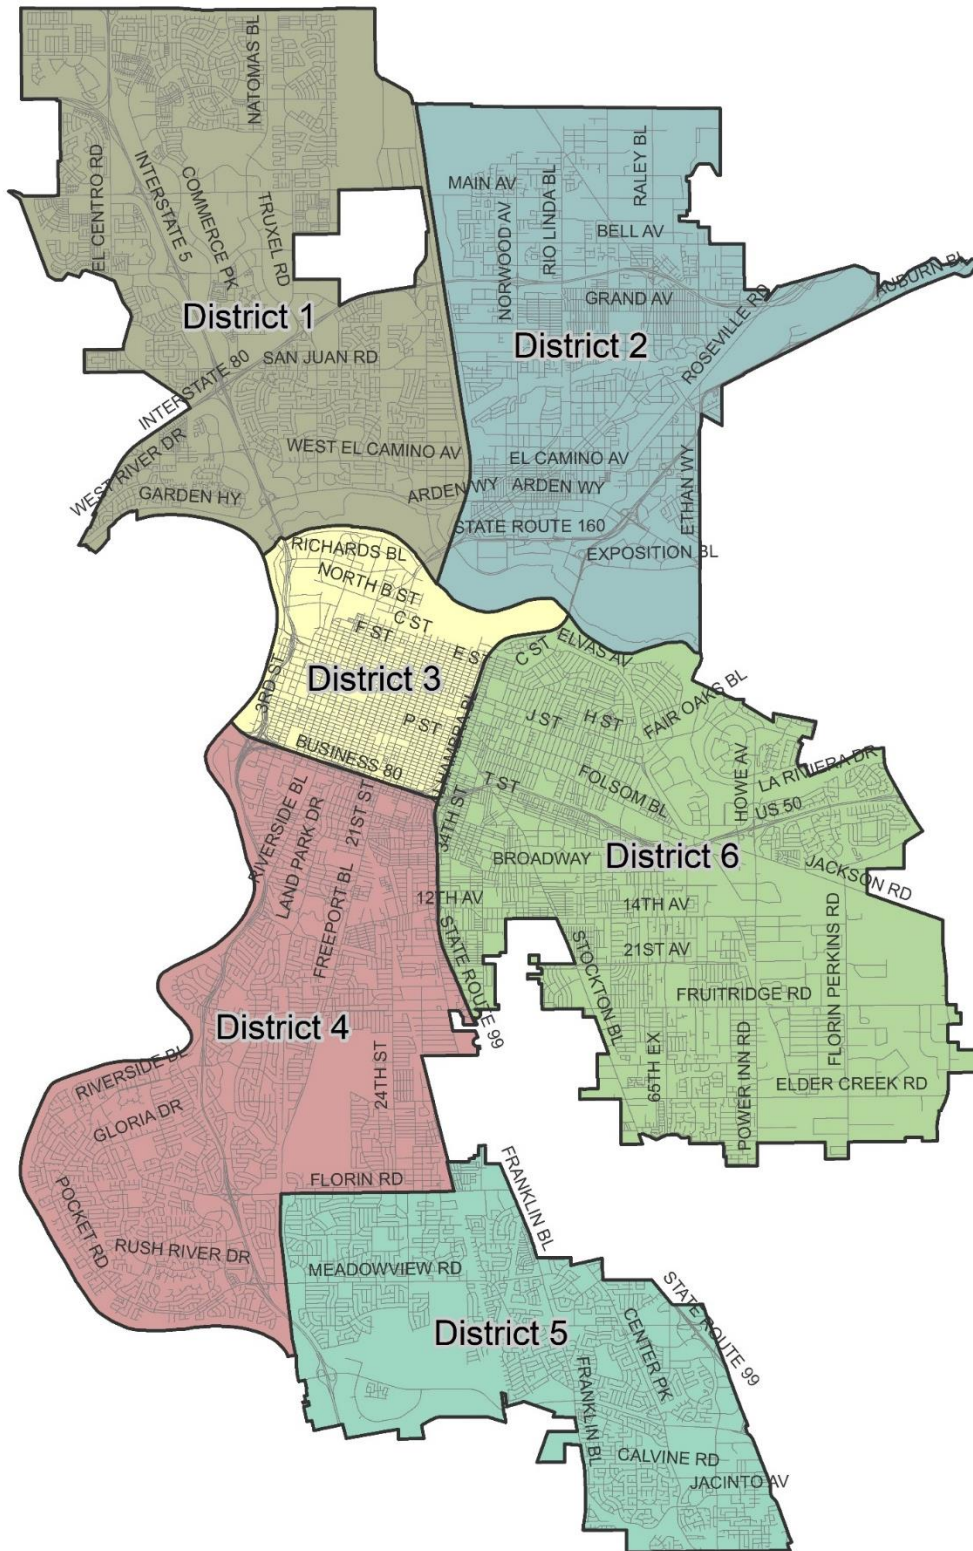 NATOMAS BL
EL CENTRO RD
INTERSTATE 5
COMMERCE PK
TRUXEL RD
District 1
SAN JUAN RD
INTERSTATE 80
WEST EL CAMINO AV
WEST RIVER DR
GARDEN HY
ARDEN WY
MAIN AV
NORWOOD AV
RIO LINDA BL
RALEY BL
BELL AV
GRAND AV
ROSEVILLE RD
AUBURN BL
District 2
EL CAMINO AV
ARDEN WY
STATE ROUTE 160
ETHAN WY
EXPOSITION BL
RICHARDS BL
NORTH B ST
C ST
F ST
E ST
3RD ST
District 3
P ST
BUSINESS 80
ALHAMBRA BL
C ST
ELVAS AV
FAIR OAKS BL
J ST
H ST
T ST
FOLSOM BL
HOWE AV
LA RIVIERA DR
US 50
34TH ST
BROADWAY
District 6
JACKSON RD
12TH AV
14TH AV
21ST AV
STATE ROUTE 99
STOCKTON BL
FRUITRIDGE RD
FLORIN PERKINS RD
65TH EX
POWER INN RD
ELDER CREEK RD
RIVERSIDE BL
LAND PARK DR
21ST ST
FREEPORT BL
District 4
RIVERSIDE BL
24TH ST
GLORIA DR
POCKET RD
FLORIN RD
RUSH RIVER DR
FRANKLIN BL
MEADOWVIEW RD
STATE ROUTE 99
District 5
CENTER PK
FRANKLIN BL
CALVINE RD
JACINTO AV